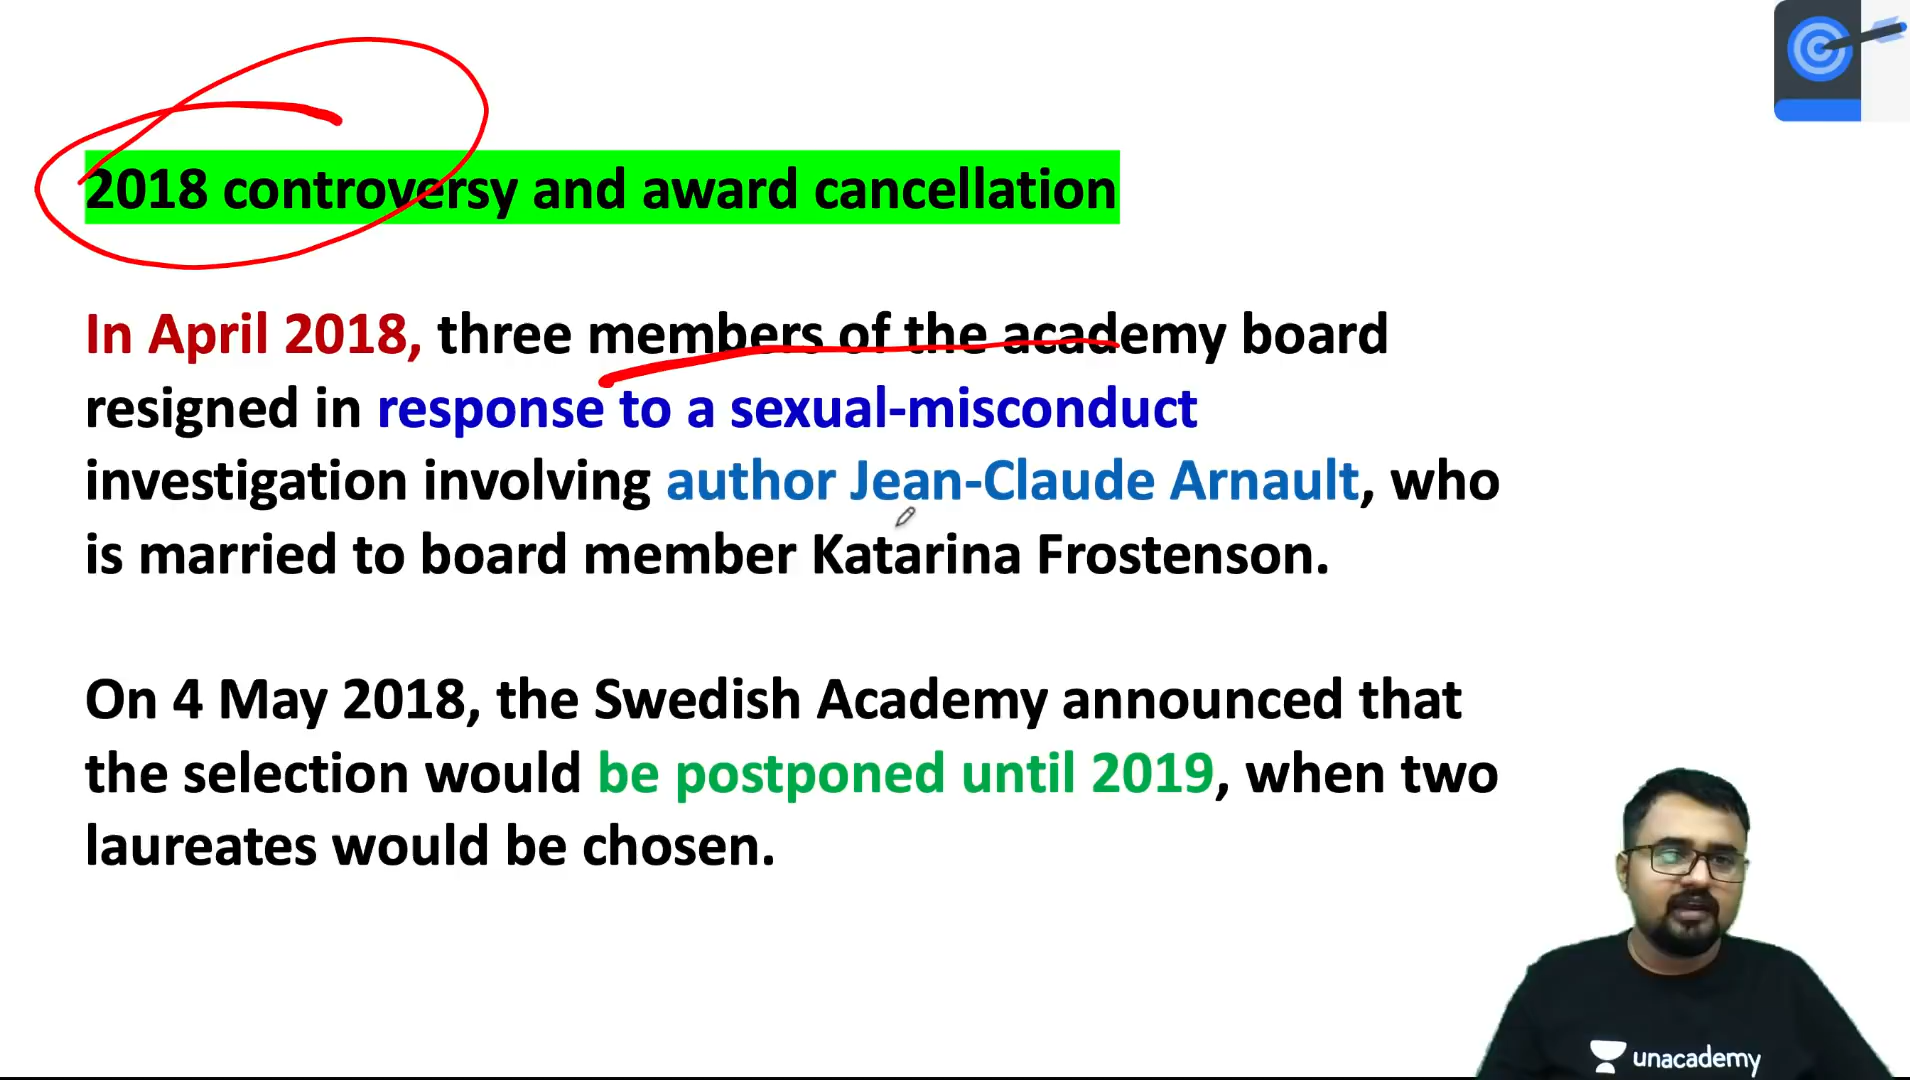 2018 controversy and award cancellation
In April 2018, three members of the academy board
resigned in response to a sexual-misconduct
investigation involving author Jean-Claude Arnault, who
is married to board member Katarina Frostenson.
On 4 May 2018, the Swedish Academy announced that
the selection would be postponed until 2019, when two
laureates would be chosen.
unacademy